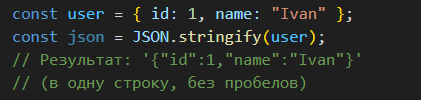 const user = { id: 1, name: "Ivan" };
const json = JSON.stringify(user);
// Результат: '{"id":1,"name":"Ivan"}'
// (в одну строку, без пробелов)